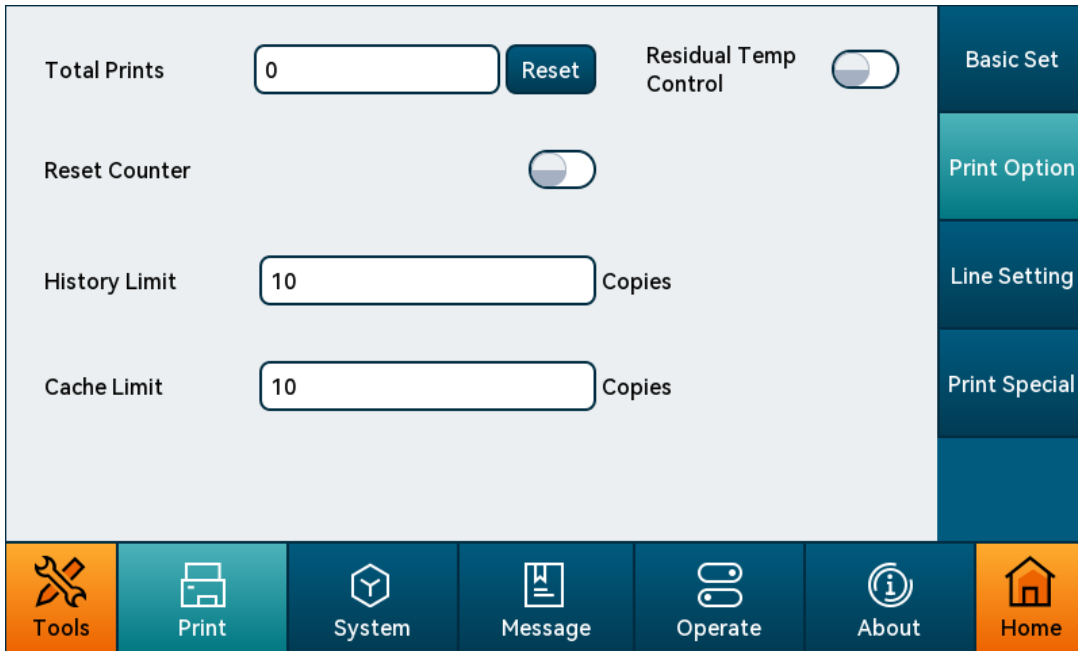 Total Prints
0
Reset
Residual Temp
Control
Reset Counter
History Limit
10
Copies
Cache Limit
10
Copies
Basic Set
Print Option
Line Setting
Print Special
Tools
Print
System
Message
Operate
About
Home